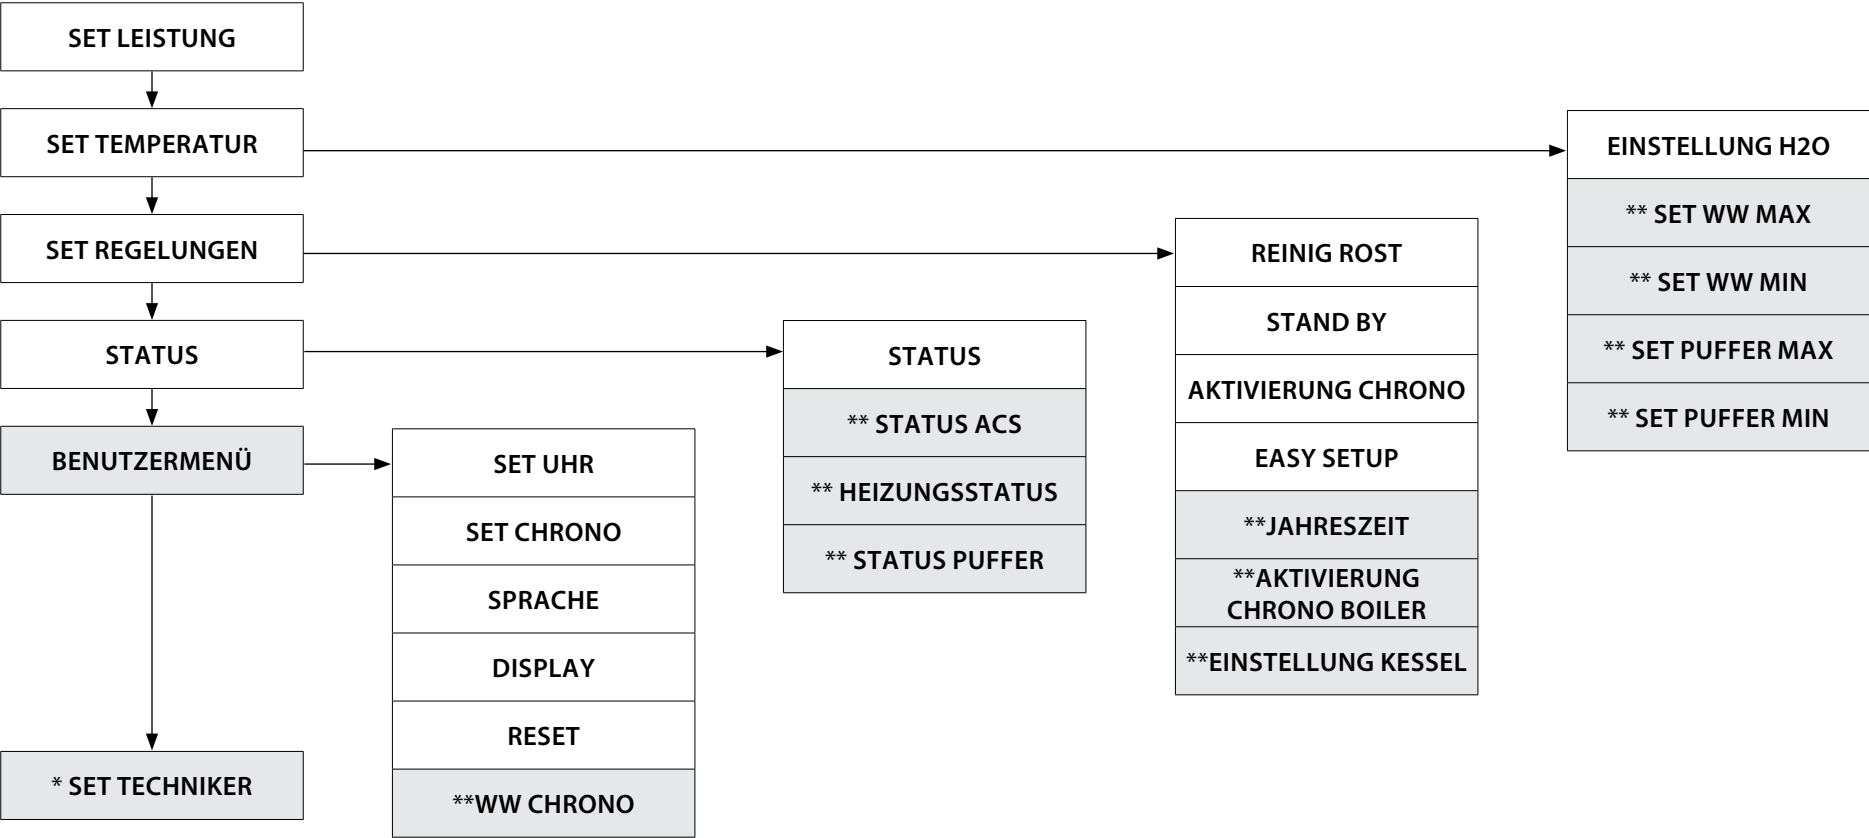 SET LEISTUNG
SET TEMPERATUR
SET REGELUNGEN
STATUS
BENUTZERMENÜ
* SET TECHNIKER
SET UHR
SET CHRONO
SPRACHE
DISPLAY
RESET
**WW CHRONO
STATUS
** STATUS ACS
** HEIZUNGSSTATUS
** STATUS PUFFER
REINIG ROST
STAND BY
AKTIVIERUNG CHRONO
EASY SETUP
**JAHRESZEIT
**AKTIVIERUNG
CHRONO BOILER
**EINSTELLUNG KESSEL
EINSTELLUNG H2O
** SET WW MAX
** SET WW MIN
** SET PUFFER MAX
** SET PUFFER MIN